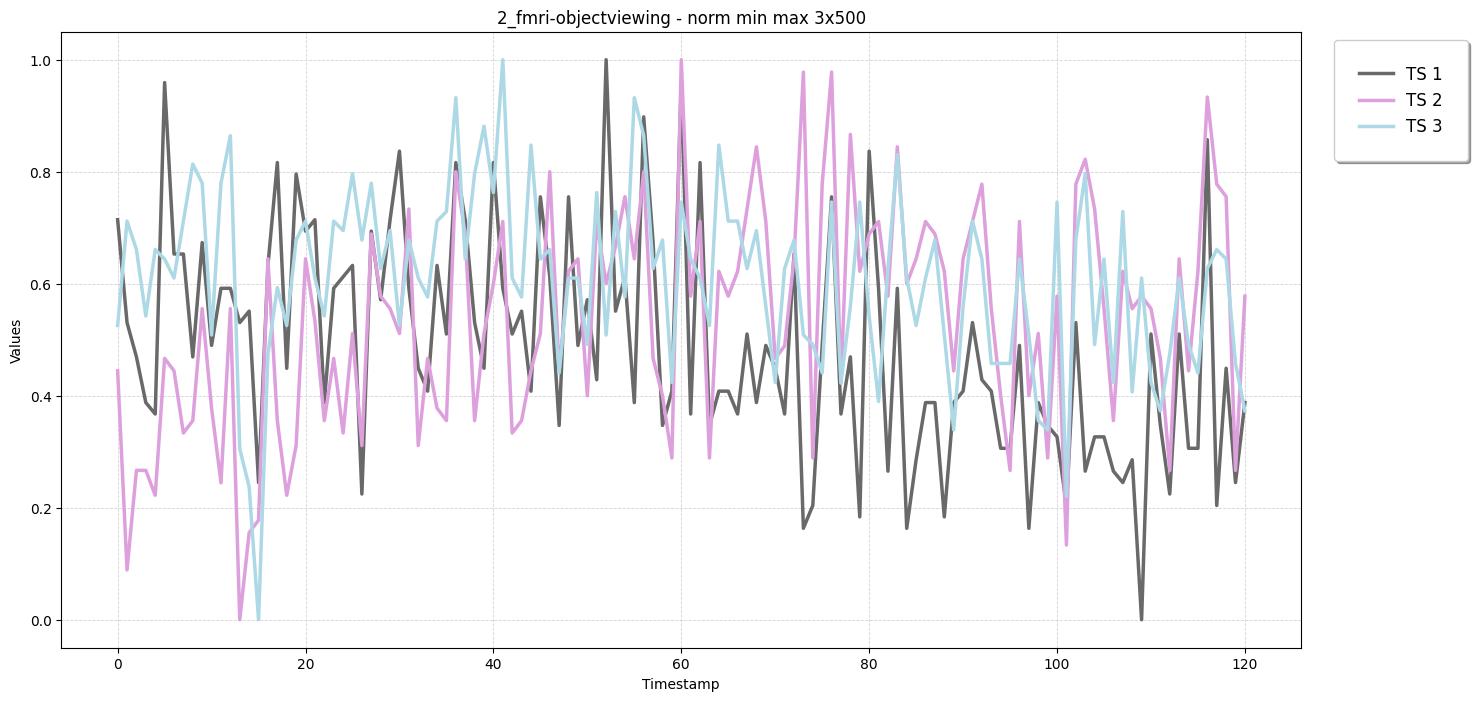 2_fmri-objectviewing - norm min max 3x500
TS 1
TS 2
TS 3
Values
1.0
0.8
0.6
0.4
0.2
0.0
0 20 40 60 80 100 120
Timestamp